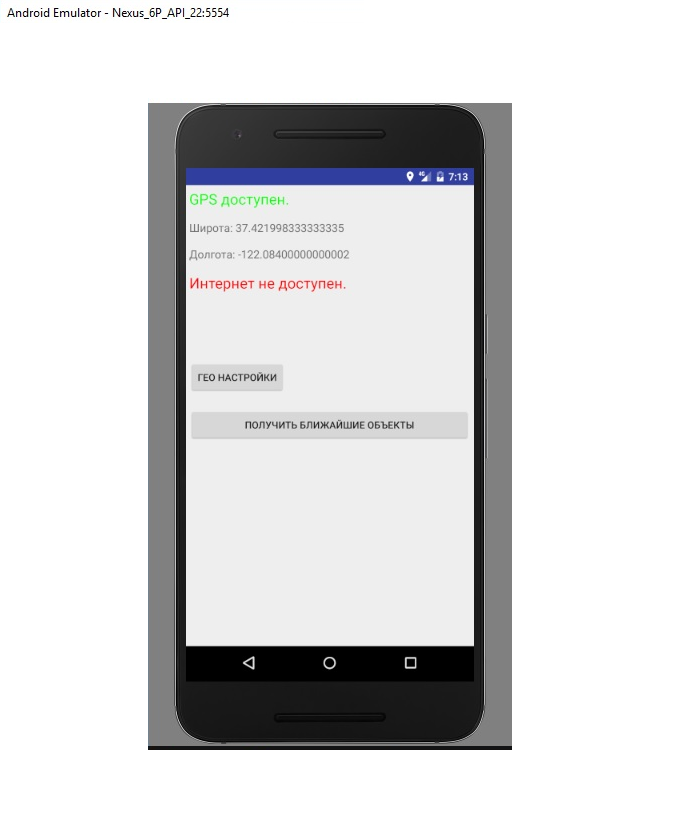 Android Emulator - Nexus_6P_API_22:5554
4G 7:13
GPS доступен.
Широта: 37.421998333333335
Долгота: -122.08400000000002
Интернет не доступен.
ГЕО НАСТРОЙКИ
ПОЛУЧИТЬ БЛИЖАЙШИЕ ОБЪЕКТЫ